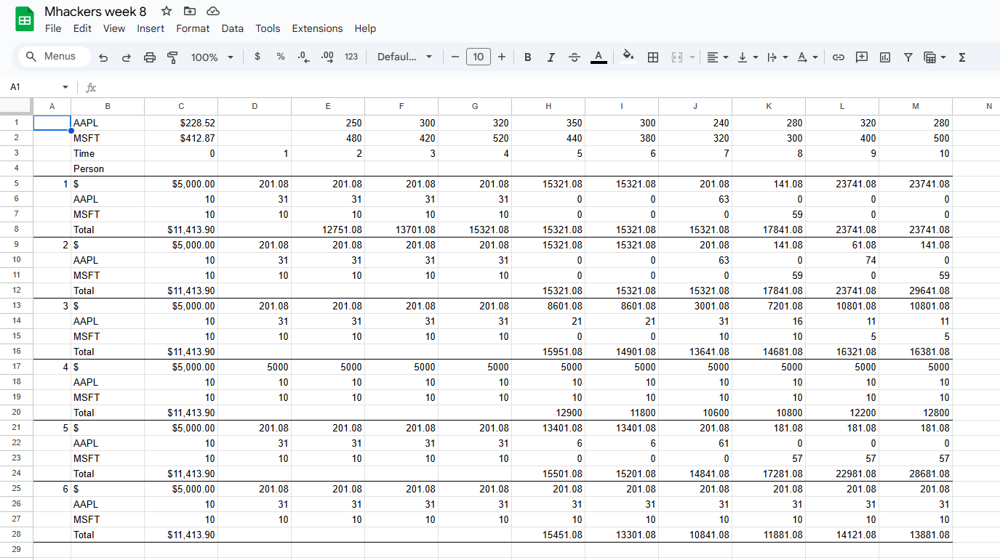 Mhackers week 8
File Edit View Insert Format Data Tools Extensions Help
Menus 100% $ % .0 .00 123 Defaul... − 10 + B I A Σ
A1 fx
A B C D E F G H I J K L M N
1 AAPL $228.52 250 300 320 350 300 240 280 320 280
2 MSFT $412.87 480 420 520 440 380 320 300 400 500
3 Time 0 1 2 3 4 5 6 7 8 9 10
4 Person
5 1 $ $5,000.00 201.08 201.08 201.08 201.08 15321.08 15321.08 201.08 141.08 23741.08 23741.08
6 AAPL 10 31 31 31 31 0 0 63 0 0 0
7 MSFT 10 10 10 10 10 0 0 0 59 0 0
8 Total $11,413.90 12751.08 13701.08 15321.08 15321.08 15321.08 15321.08 17841.08 23741.08 23741.08
9 2 $ $5,000.00 201.08 201.08 201.08 201.08 15321.08 15321.08 201.08 141.08 61.08 141.08
10 AAPL 10 31 31 31 31 0 0 63 0 74 0
11 MSFT 10 10 10 10 10 0 0 0 59 0 59
12 Total $11,413.90 15321.08 15321.08 15321.08 17841.08 23741.08 29641.08
13 3 $ $5,000.00 201.08 201.08 201.08 201.08 8601.08 8601.08 3001.08 7201.08 10801.08 10801.08
14 AAPL 10 31 31 31 31 21 21 31 16 11 11
15 MSFT 10 10 10 10 10 0 0 10 10 5 5
16 Total $11,413.90 15951.08 14901.08 13641.08 14681.08 16321.08 16381.08
17 4 $ $5,000.00 5000 5000 5000 5000 5000 5000 5000 5000 5000 5000
18 AAPL 10 10 10 10 10 10 10 10 10 10 10
19 MSFT 10 10 10 10 10 10 10 10 10 10 10
20 Total $11,413.90 12900 11800 10600 10800 12200 12800
21 5 $ $5,000.00 201.08 201.08 201.08 201.08 13401.08 13401.08 201.08 181.08 181.08 181.08
22 AAPL 10 31 31 31 31 6 6 61 0 0 0
23 MSFT 10 10 10 10 10 0 0 0 57 57 57
24 Total $11,413.90 15501.08 15201.08 14841.08 17281.08 22981.08 28681.08
25 6 $ $5,000.00 201.08 201.08 201.08 201.08 201.08 201.08 201.08 201.08 201.08 201.08
26 AAPL 10 31 31 31 31 31 31 31 31 31 31
27 MSFT 10 10 10 10 10 10 10 10 10 10 10
28 Total $11,413.90 15451.08 13301.08 10841.08 11881.08 14121.08 13881.08
29